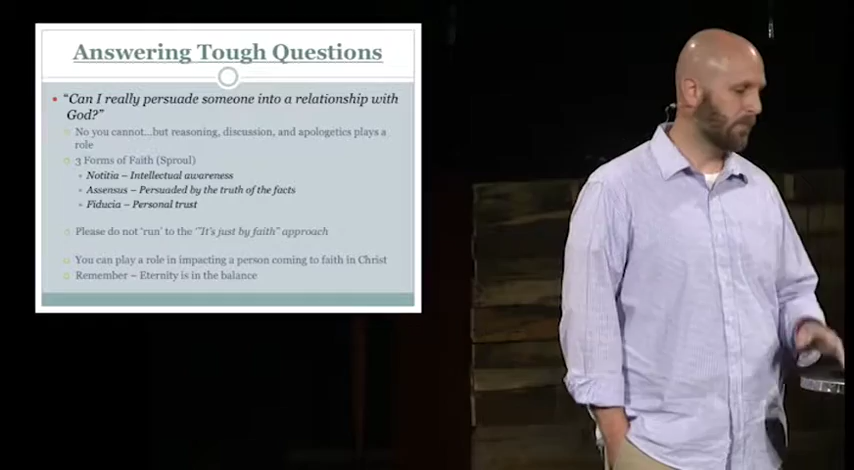 Answering Tough Questions
“Can I really persuade someone into a relationship with
God?”
No you cannot...but reasoning, discussion, and apologetics plays a
role
3 Forms of Faith (Sproul)
Notitia – Intellectual awareness
Assensus – Persuaded by the truth of the facts
Fiducia – Personal trust
Please do not ‘run’ to the “It’s just by faith” approach
You can play a role in impacting a person coming to faith in Christ
Remember – Eternity is in the balance